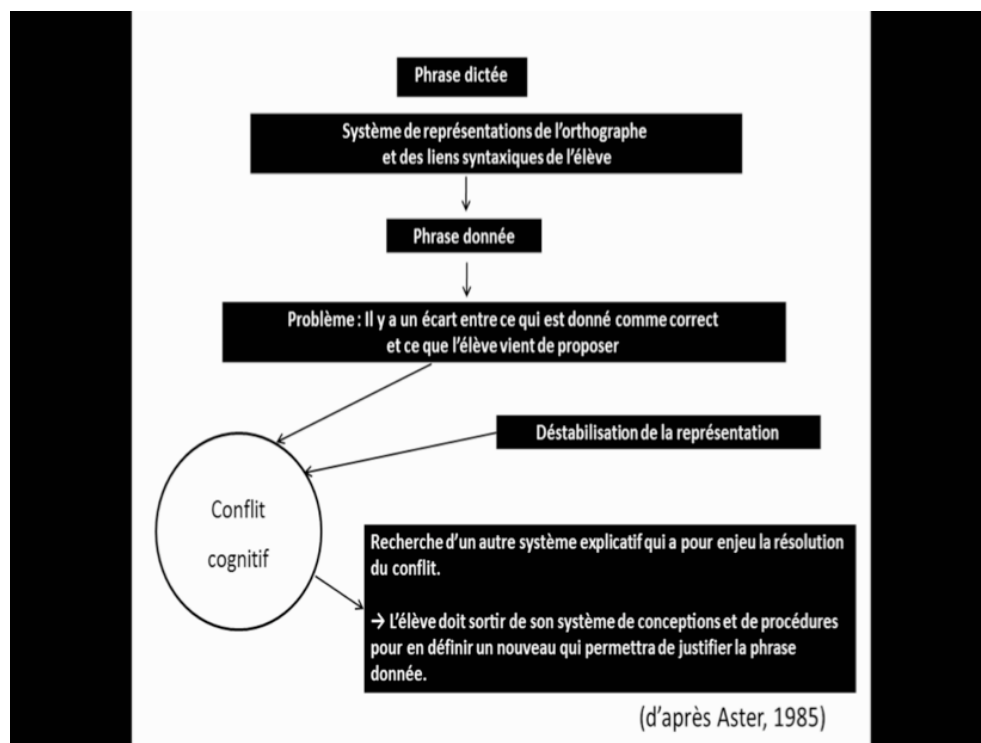 Phrase dictée
Système de représentations de l'orthographe
et des liens syntaxiques de l'élève
Phrase donnée
Problème : Il y a un écart entre ce qui est donné comme correct
et ce que l'élève vient de proposer
Déstabilisation de la représentation
Conflit
cognitif
Recherche d'un autre système explicatif qui a pour enjeu la résolution
du conflit.
→ L'élève doit sortir de son système de conceptions et de procédures
pour en définir un nouveau qui permettra de justifier la phrase
donnée.
(d'après Aster, 1985)